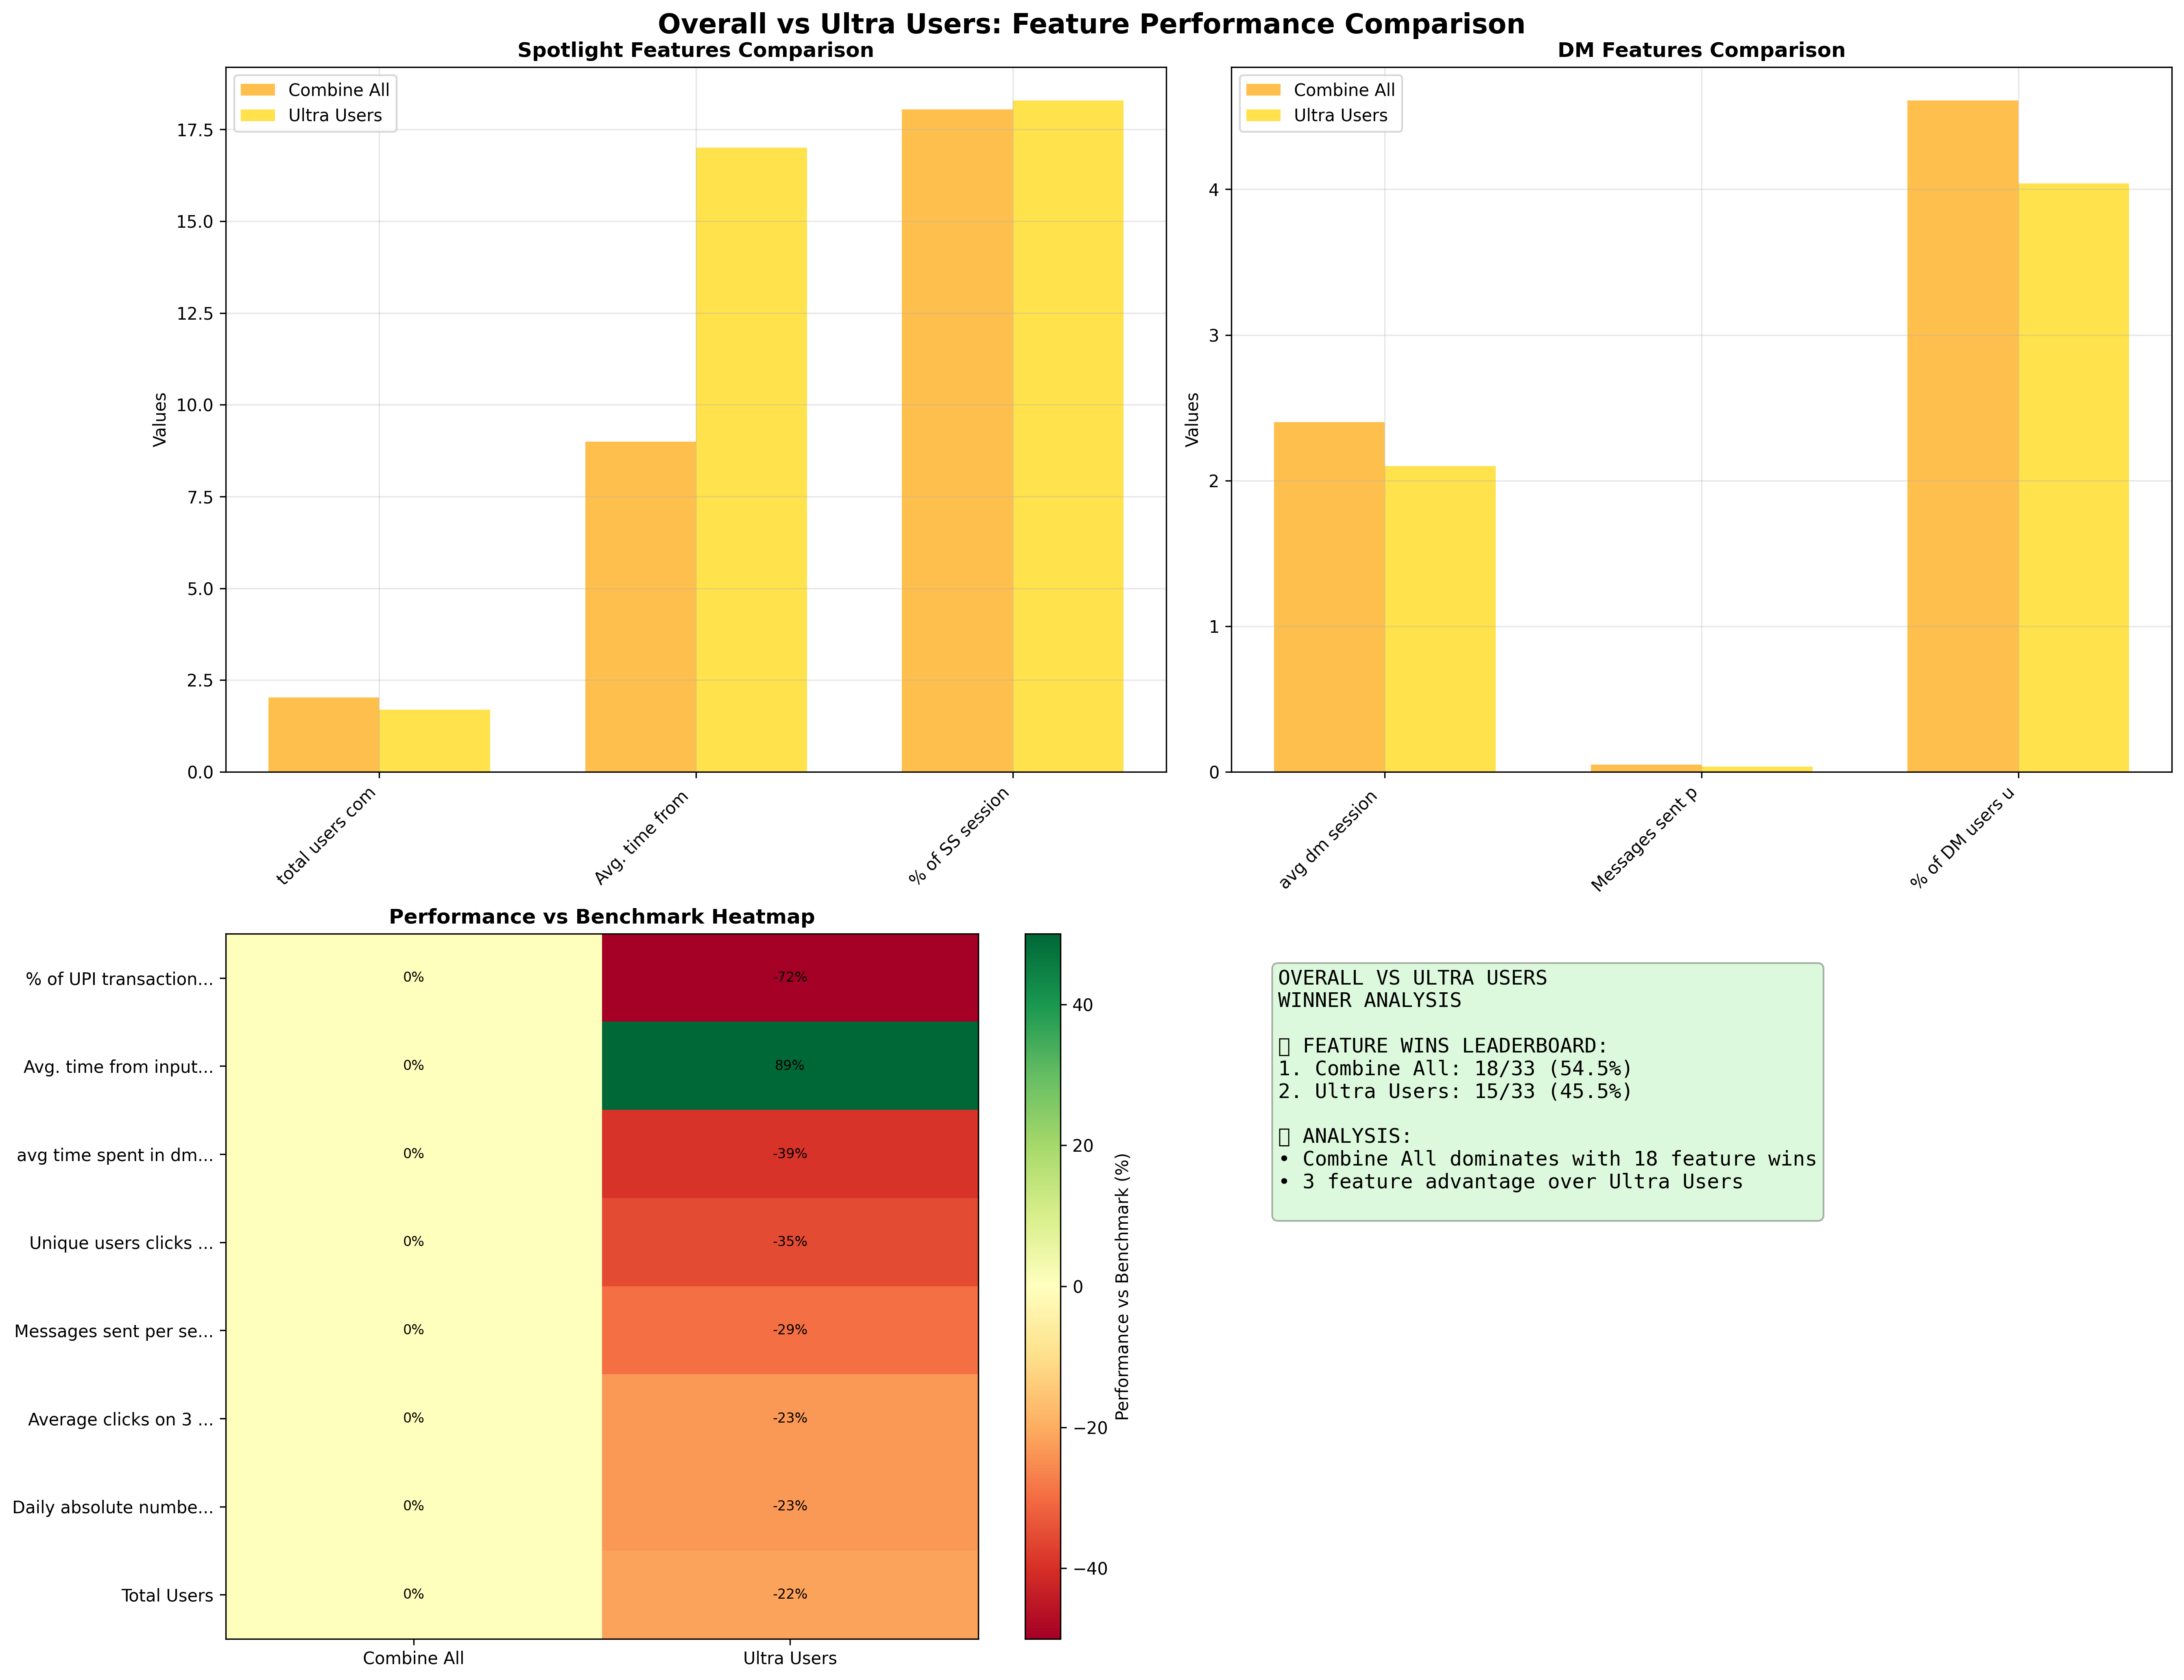 Overall vs Ultra Users: Feature Performance Comparison
Spotlight Features Comparison
Combine All
Ultra Users
Values
17.5
15.0
12.5
10.0
7.5
5.0
2.5
0.0
total users com
Avg. time from
% of SS session
DM Features Comparison
Combine All
Ultra Users
Values
4
3
2
1
0
avg dm session
Messages sent p
% of DM users u
Performance vs Benchmark Heatmap
% of UPI transaction... 0% -72%
Avg. time from input... 0% 89%
avg time spent in dm... 0% -39%
Unique users clicks ... 0% -35%
Messages sent per se... 0% -29%
Average clicks on 3 ... 0% -23%
Daily absolute numbe... 0% -23%
Total Users 0% -22%
Combine All Ultra Users
40
20
0
−20
−40
Performance vs Benchmark (%)
OVERALL VS ULTRA USERS
WINNER ANALYSIS
FEATURE WINS LEADERBOARD:
1. Combine All: 18/33 (54.5%)
2. Ultra Users: 15/33 (45.5%)
ANALYSIS:
• Combine All dominates with 18 feature wins
• 3 feature advantage over Ultra Users